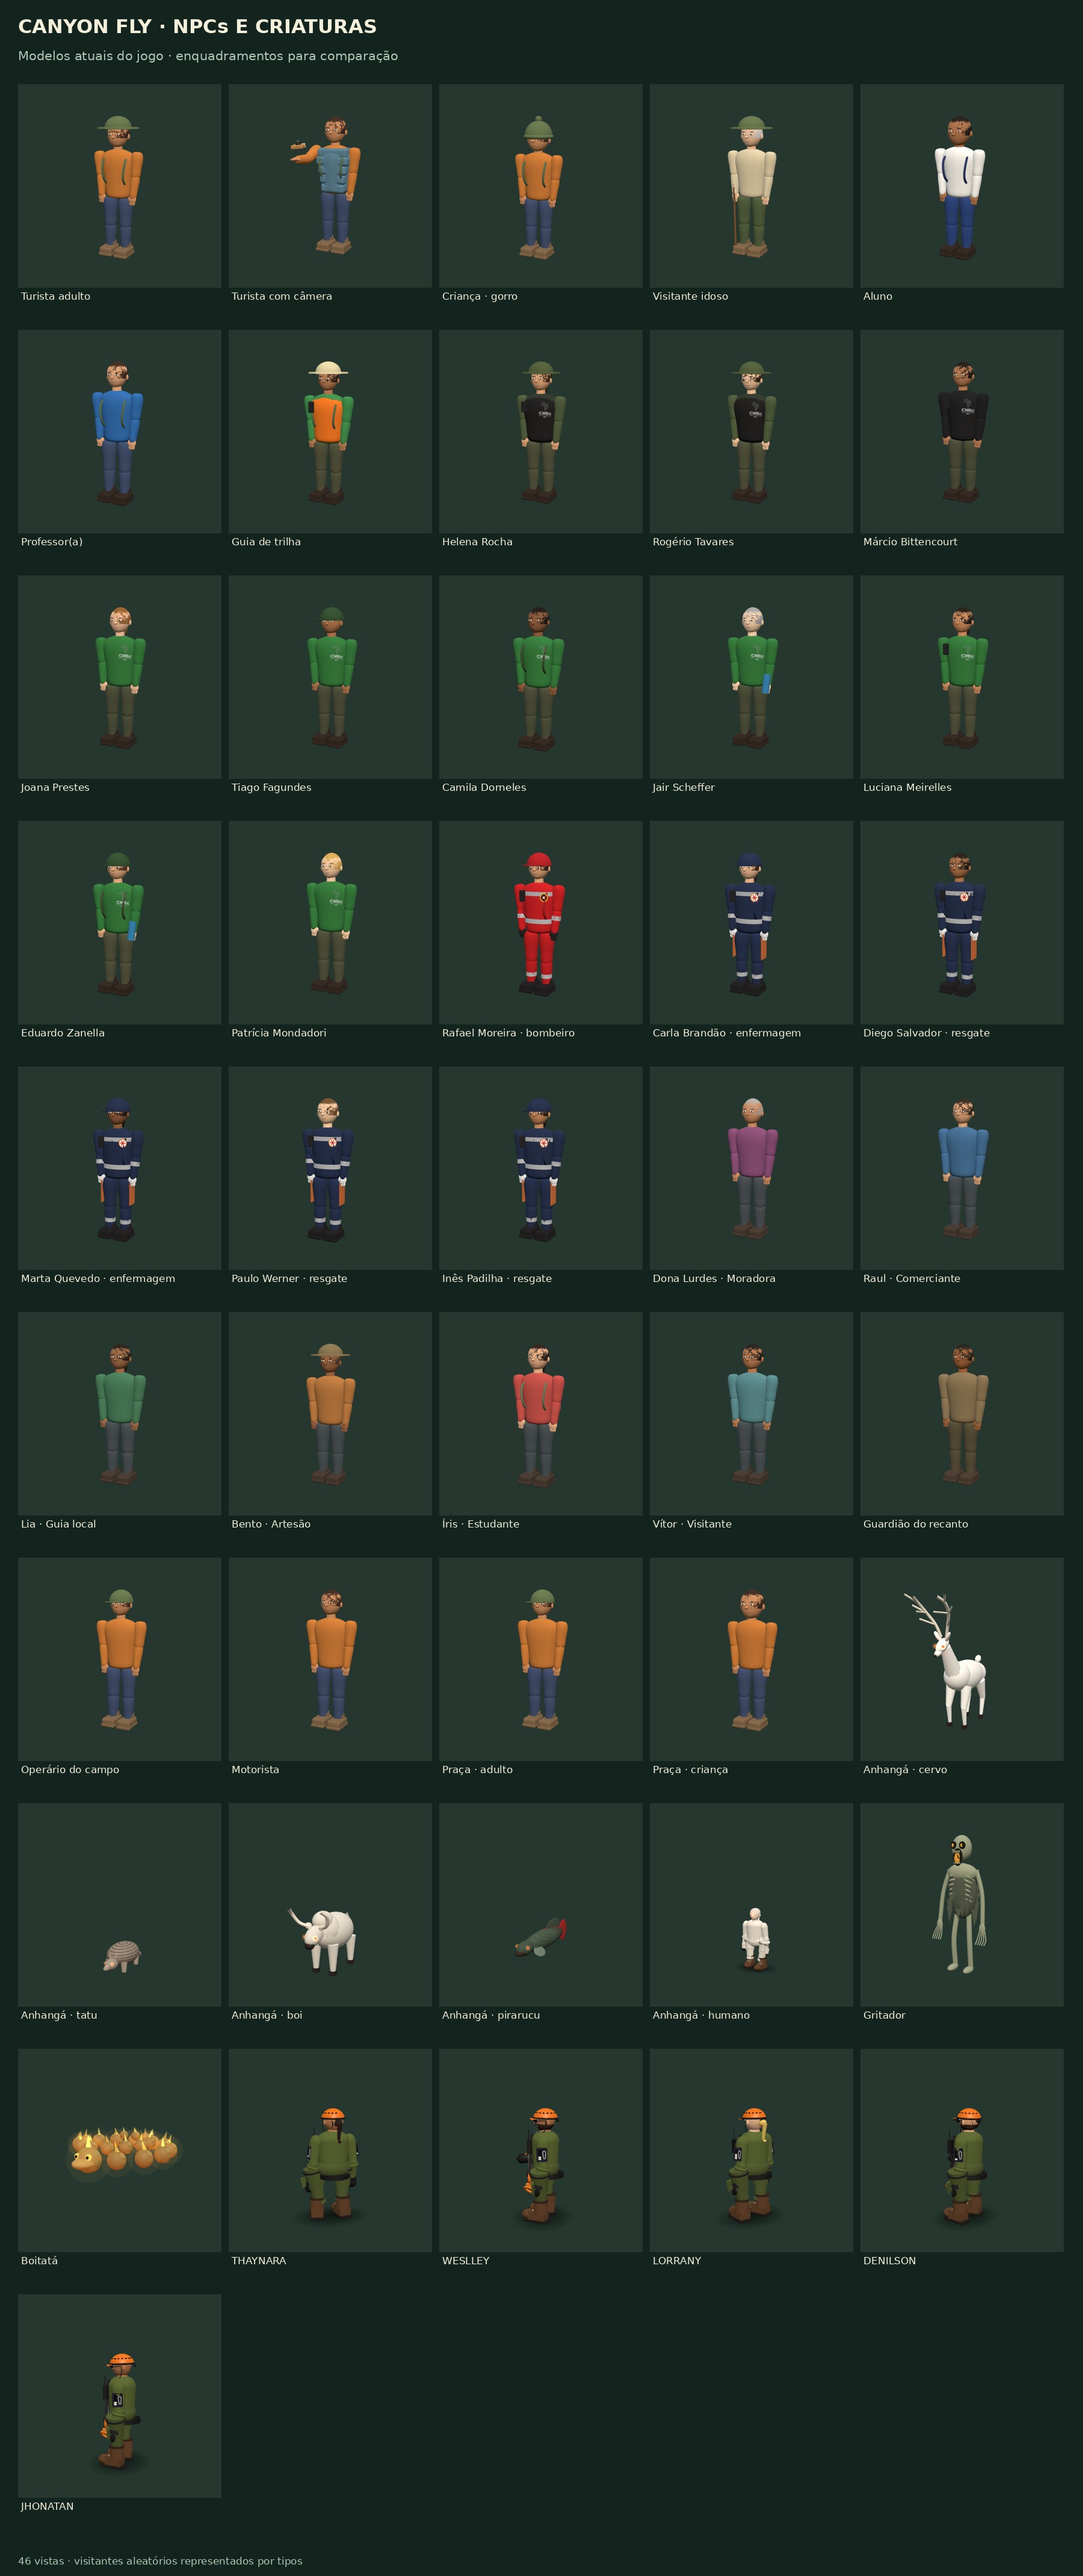 CANYON FLY · NPCs E CRIATURAS
Modelos atuais do jogo · enquadramentos para comparação
Turista adulto
Turista com câmera
Criança · gorro
Visitante idoso
Aluno
Professor(a)
Guia de trilha
Helena Rocha
Rogério Tavares
Márcio Bittencourt
Joana Prestes
Tiago Fagundes
Camila Dorneles
Jair Scheffer
Luciana Meirelles
Eduardo Zanella
Patrícia Mondadori
Rafael Moreira · bombeiro
Carla Brandão · enfermagem
Diego Salvador · resgate
Marta Quevedo · enfermagem
Paulo Werner · resgate
Inês Padilha · resgate
Dona Lurdes · Moradora
Raul · Comerciante
Lia · Guia local
Bento · Artesão
Íris · Estudante
Vítor · Visitante
Guardião do recanto
Operário do campo
Motorista
Praça · adulto
Praça · criança
Anhangá · cervo
Anhangá · tatu
Anhangá · boi
Anhangá · pirarucu
Anhangá · humano
Gritador
Boitatá
THAYNARA
WESLLEY
LORRANY
DENILSON
JHONATAN
46 vistas · visitantes aleatórios representados por tipos